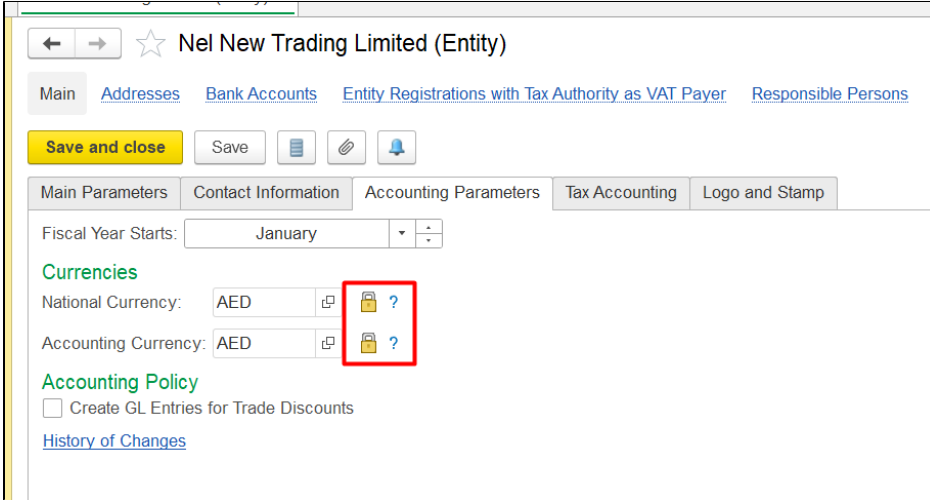 Nel New Trading Limited (Entity)
Main Addresses Bank Accounts Entity Registrations with Tax Authority as VAT Payer Responsible Persons
Save and close Save
Main Parameters Contact Information Accounting Parameters Tax Accounting Logo and Stamp
Fiscal Year Starts: January
Currencies
National Currency: AED ?
Accounting Currency: AED ?
Accounting Policy
Create GL Entries for Trade Discounts
History of Changes